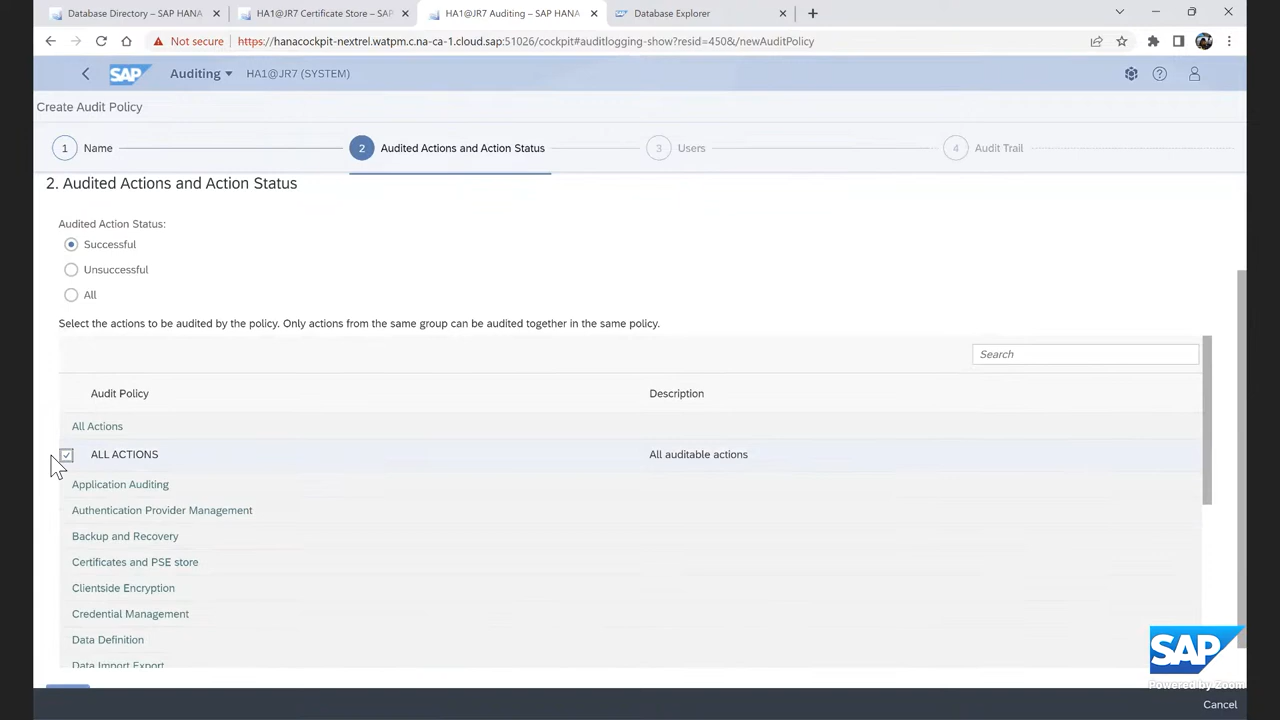 Database Directory – SAP HANA
HA1@JR7 Certificate Store – SAP
HA1@JR7 Auditing – SAP HANA
Database Explorer
Not secure
https://hanacockpit-nextrel.watpm.c.na-ca-1.cloud.sap:51026/cockpit#auditlogging-show?resid=450&/newAuditPolicy
SAP
Auditing
HA1@JR7 (SYSTEM)
Create Audit Policy
1 Name
2 Audited Actions and Action Status
3 Users
4 Audit Trail
2. Audited Actions and Action Status
Audited Action Status:
Successful
Unsuccessful
All
Select the actions to be audited by the policy. Only actions from the same group can be audited together in the same policy.
Search
Audit Policy Description
All Actions
ALL ACTIONS All auditable actions
Application Auditing
Authentication Provider Management
Backup and Recovery
Certificates and PSE store
Clientside Encryption
Credential Management
Data Definition
Data Import Export
SAP
Powered by Zoom
Cancel